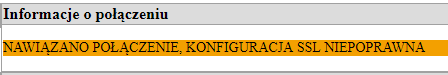 Informacje o połączeniu
NAWIĄZANO POŁĄCZENIE, KONFIGURACJA SSL NIEPOPRAWNA